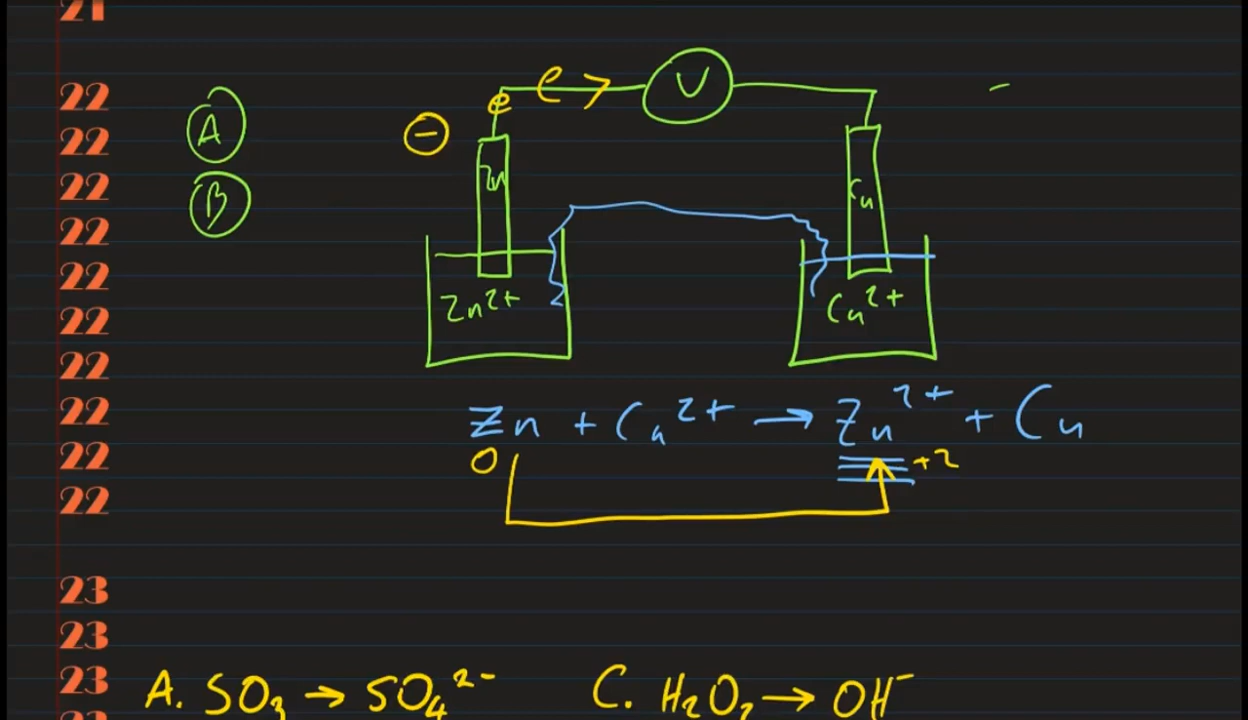 21
22
22
22
22
22
22
22
22
22
22
23
23
23
A
B
e e > V
−
Zn Cu
Zn²⁺ Cu²⁺
Zn + Cu²⁺ → Zn²⁺ + Cu
0 +2
A. SO₃ → SO₄²⁻ C. H₂O₂ → OH⁻